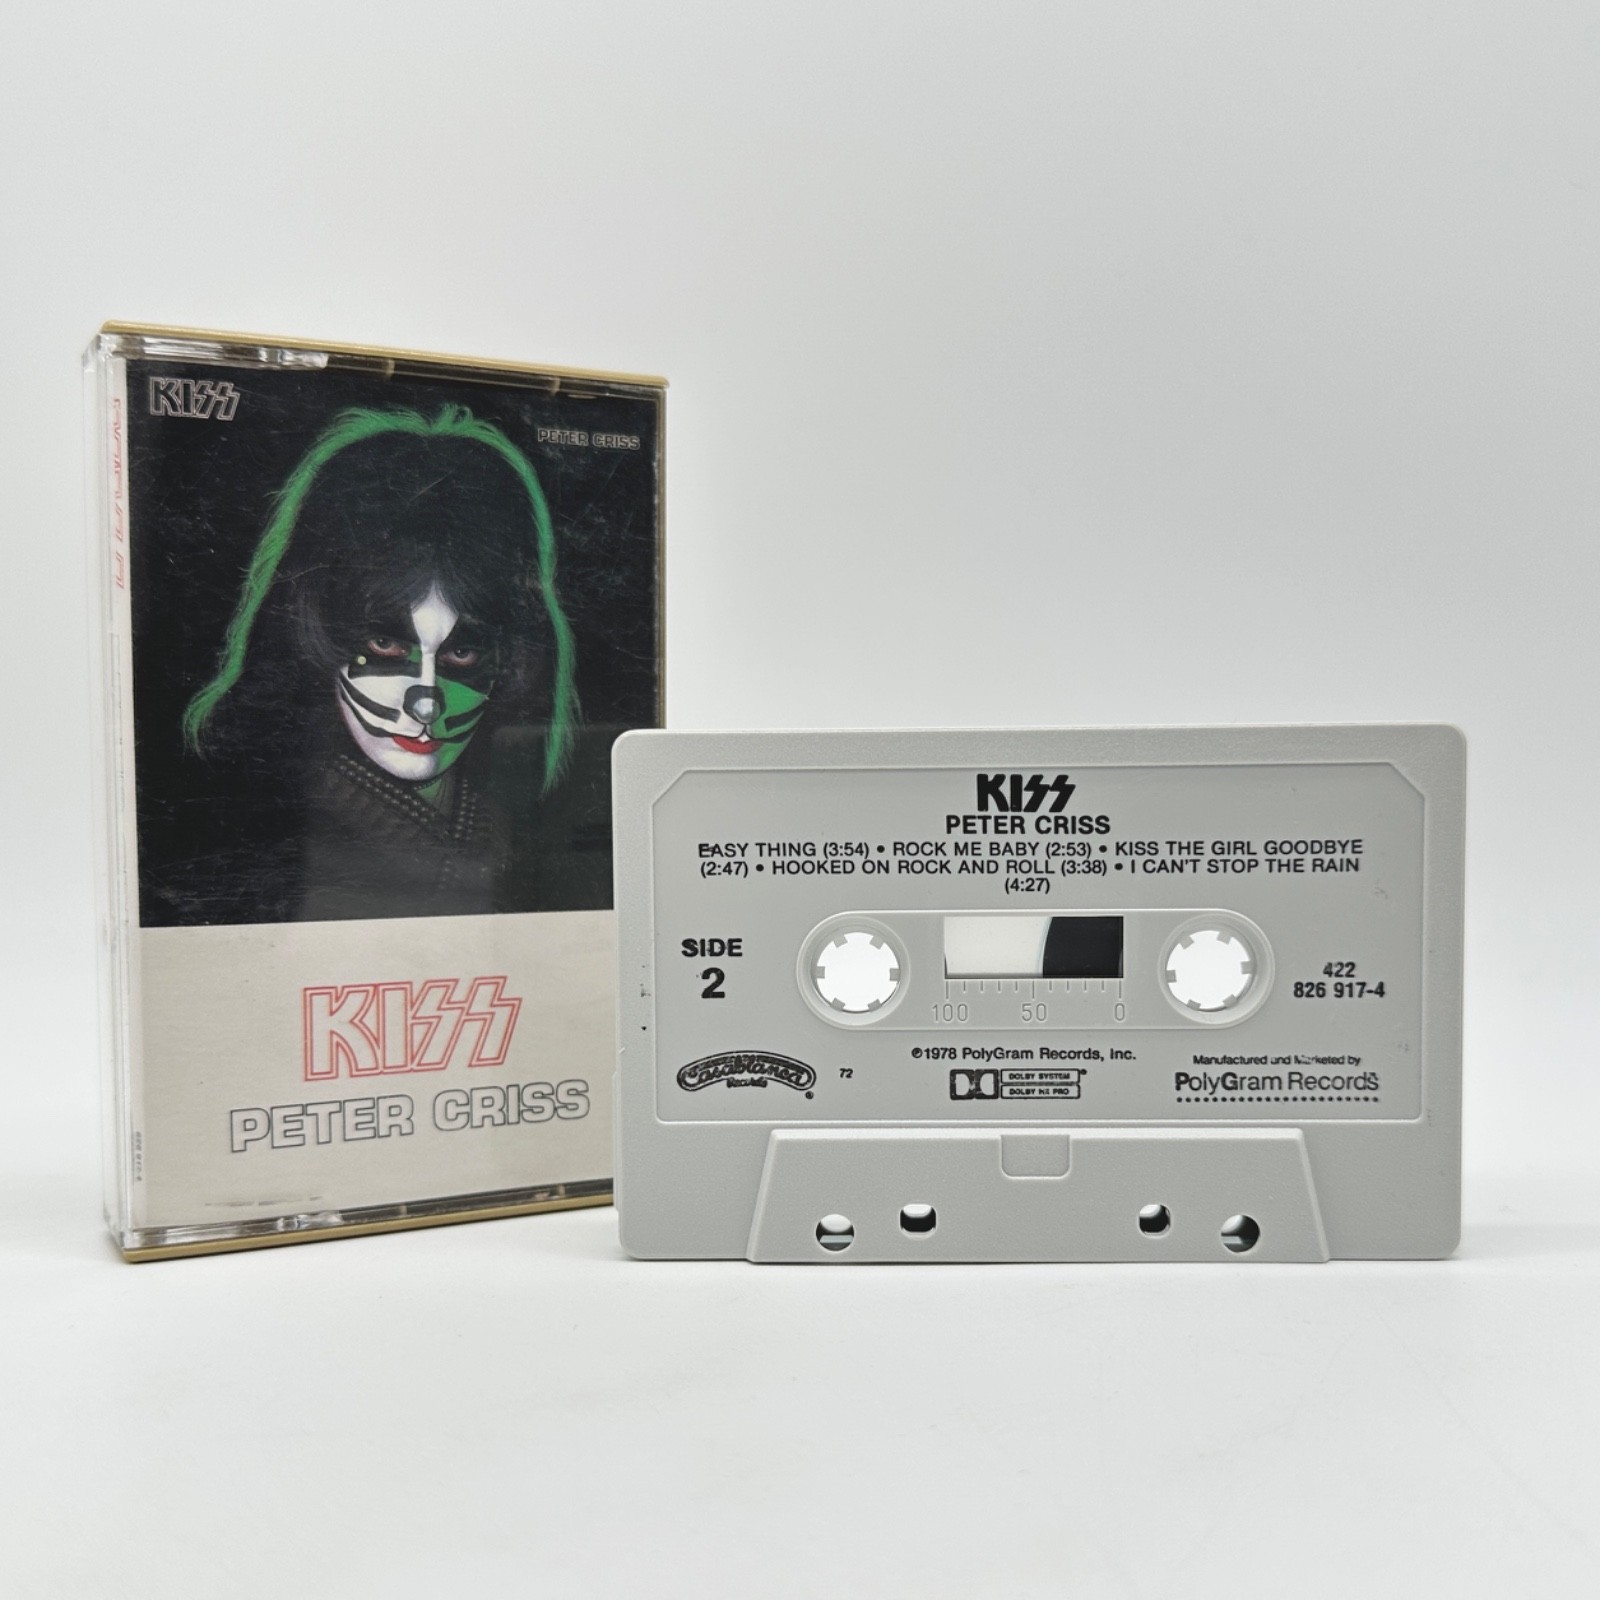 KISS
PETER CRISS
KISS
PETER CRISS
KISS
PETER CRISS
EASY THING (3:54) • ROCK ME BABY (2:53) • KISS THE GIRL GOODBYE
(2:47) • HOOKED ON ROCK AND ROLL (3:38) • I CAN'T STOP THE RAIN
(4:27)
SIDE
2
422
826 917-4
100 50 0
℗1978 PolyGram Records, Inc.
Casablanca
Records
®
72
DOLBY SYSTEM®
DOLBY HX PRO
Manufactured and Marketed by
PolyGram Records